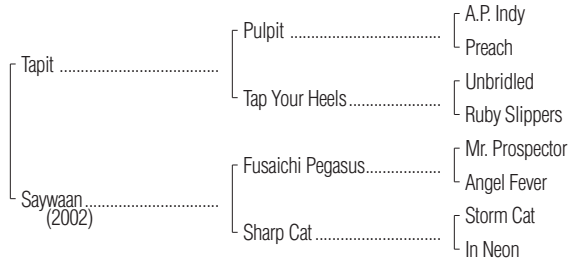 A.P. Indy
Pulpit ................................
Preach
Tapit ..................................
Unbridled
Tap Your Heels ....................
Ruby Slippers
Mr. Prospector
Fusaichi Pegasus................
Angel Fever
Saywaan ............................
(2002)
Storm Cat
Sharp Cat ..........................
In Neon